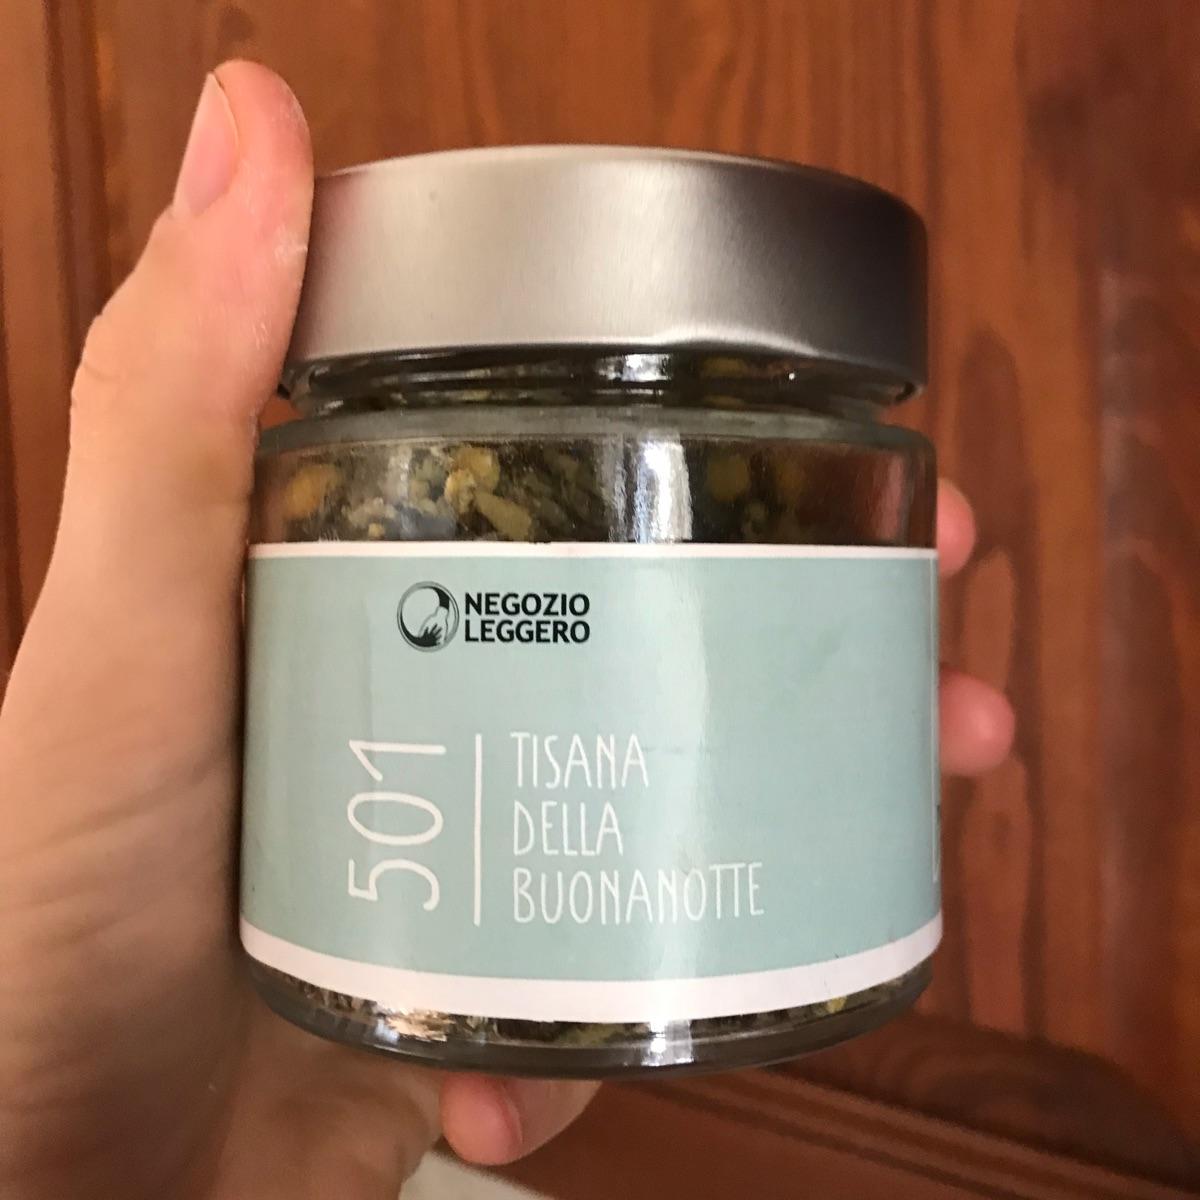 NEGOZIO
LEGGERO
501
TISANA
DELLA
BUONANOTTE